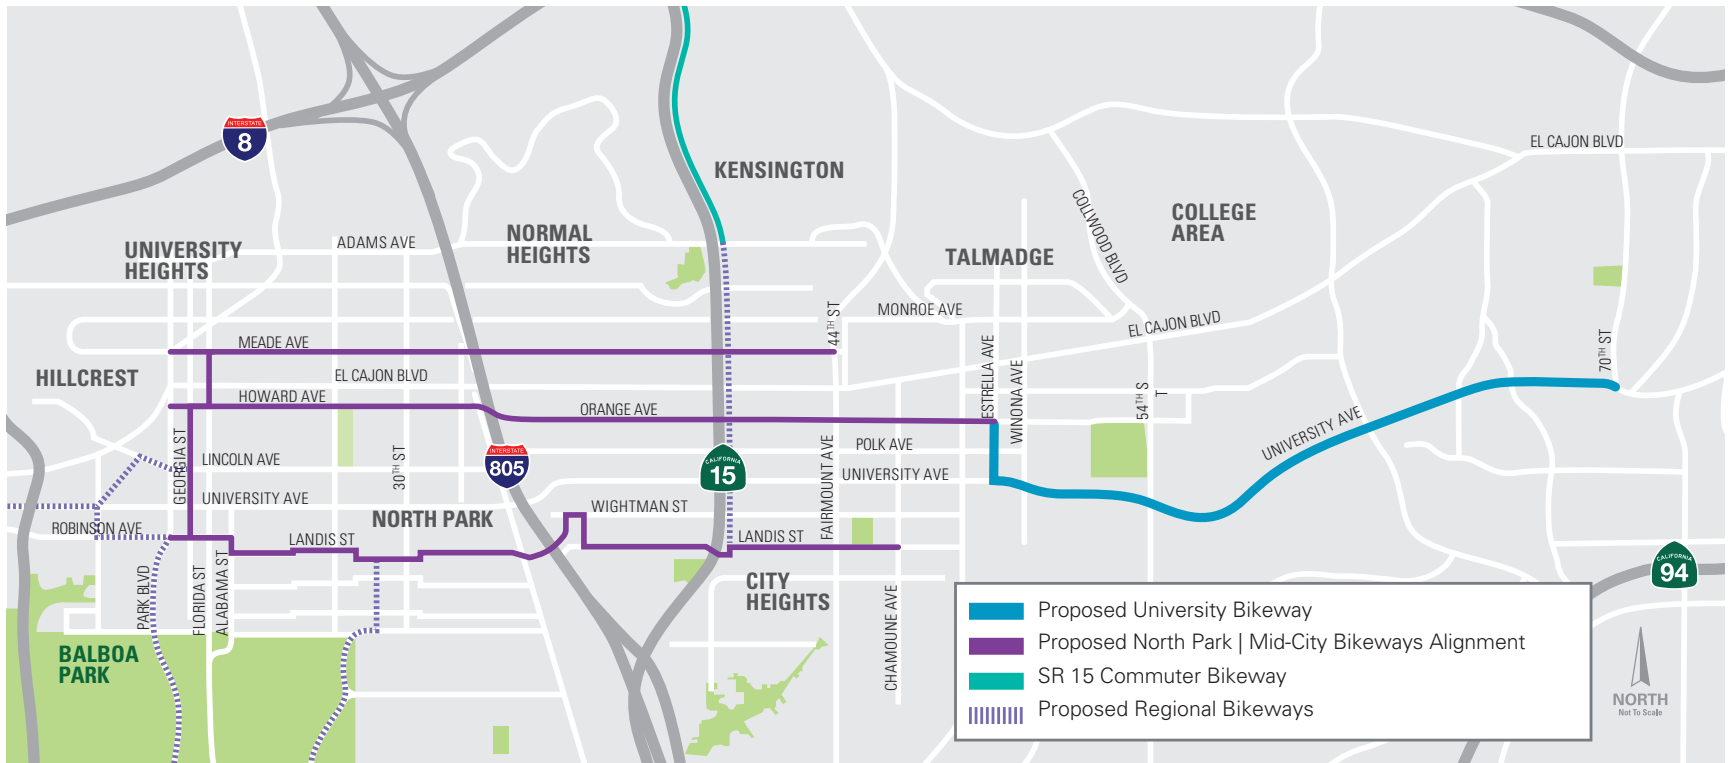 INTERSTATE
8
KENSINGTON
EL CAJON BLVD
COLLWOOD BLVD
COLLEGE
AREA
UNIVERSITY
HEIGHTS
ADAMS AVE
NORMAL
HEIGHTS
TALMADGE
MONROE AVE
44TH ST
EL CAJON BLVD
MEADE AVE
ESTRELLA AVE
WINONA AVE
70TH ST
HILLCREST
EL CAJON BLVD
HOWARD AVE
ORANGE AVE
54TH S
T
UNIVERSITY AVE
GEORGIA ST
LINCOLN AVE
30TH ST
INTERSTATE
805
CALIFORNIA
15
FAIRMOUNT AVE
POLK AVE
UNIVERSITY AVE
UNIVERSITY AVE
NORTH PARK
WIGHTMAN ST
ROBINSON AVE
LANDIS ST
LANDIS ST
PARK BLVD
FLORIDA ST
ALABAMA ST
CITY
HEIGHTS
CHAMOUNE AVE
CALIFORNIA
94
BALBOA
PARK
Proposed University Bikeway
Proposed North Park | Mid-City Bikeways Alignment
SR 15 Commuter Bikeway
Proposed Regional Bikeways
NORTH
Not To Scale